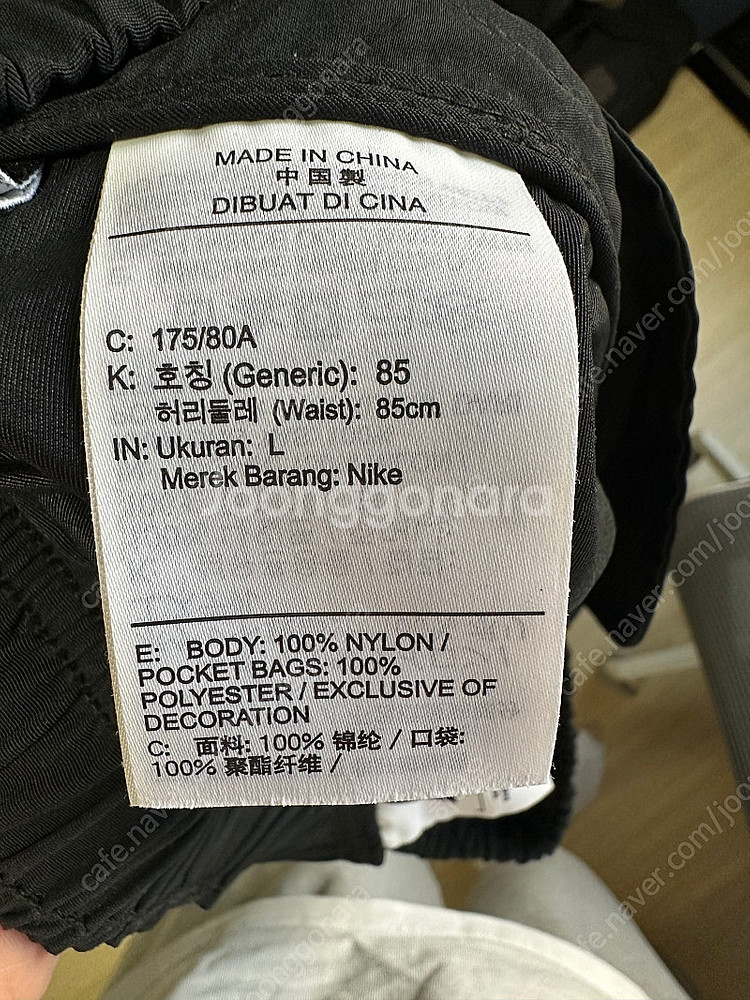 MADE IN CHINA
中国製
DIBUAT DI CINA
C: 175/80A
K: 호칭 (Generic): 85
허리둘레 (Waist): 85cm
IN: Ukuran: L
Merek Barang: Nike
joonggonara
E: BODY: 100% NYLON /
POCKET BAGS: 100%
POLYESTER / EXCLUSIVE OF
DECORATION
C: 面料: 100% 锦纶 / 口袋:
100% 聚酯纤维 /
cafe.naver.com/joonggonara